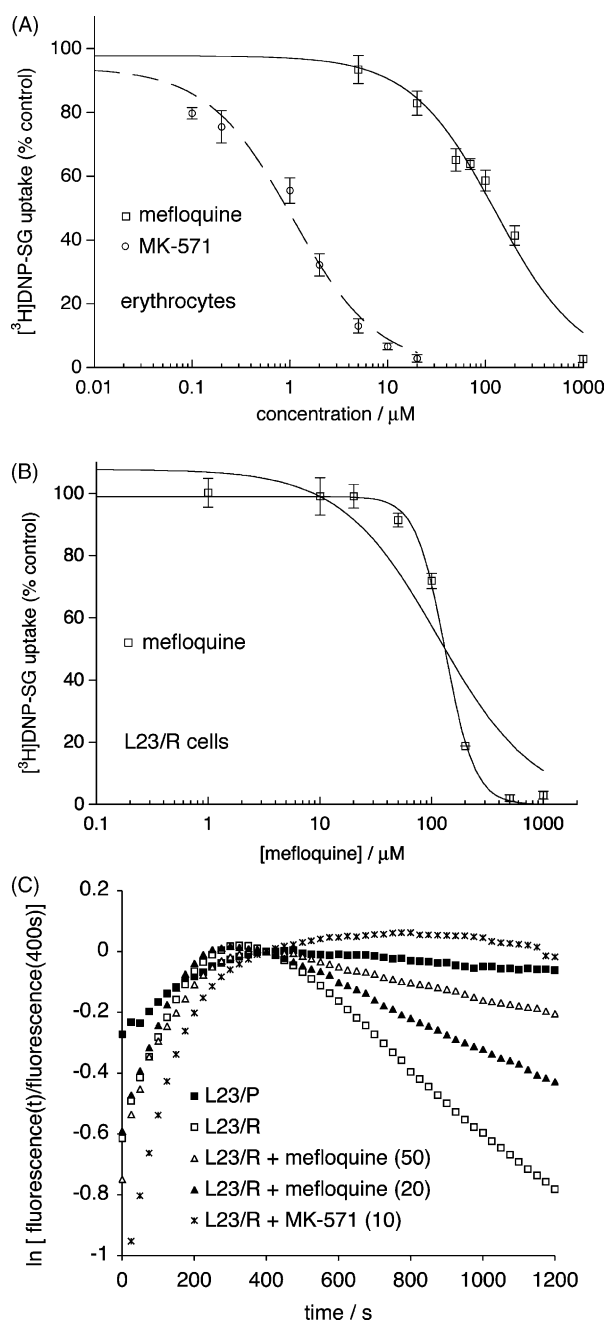 (A)
[³H]DNP-SG uptake (% control)
100
80
60
40
20
0
mefloquine
MK-571
erythrocytes
0.01
0.1
1
10
100
1000
concentration / µM
(B)
[³H]DNP-SG uptake (% control)
100
80
60
40
20
0
mefloquine
L23/R cells
0.1
1
10
100
1000
[mefloquine] / µM
(C)
ln [ fluorescence(t)/fluorescence(400s)]
0.2
0
-0.2
-0.4
-0.6
-0.8
-1
L23/P
L23/R
L23/R + mefloquine (50)
L23/R + mefloquine (20)
L23/R + MK-571 (10)
0
200
400
600
800
1000
1200
time / s